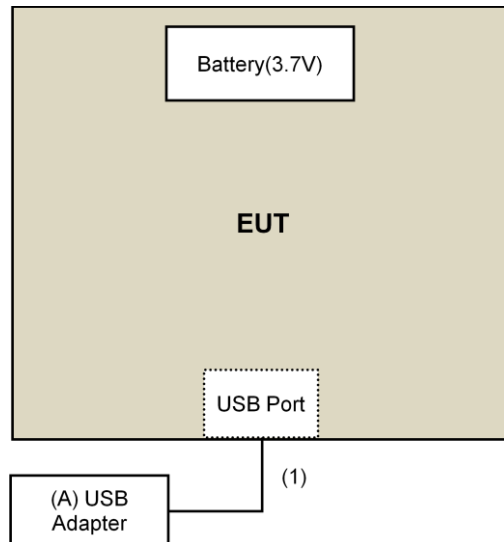 Battery(3.7V)
EUT
USB Port
(1)
(A) USB
Adapter